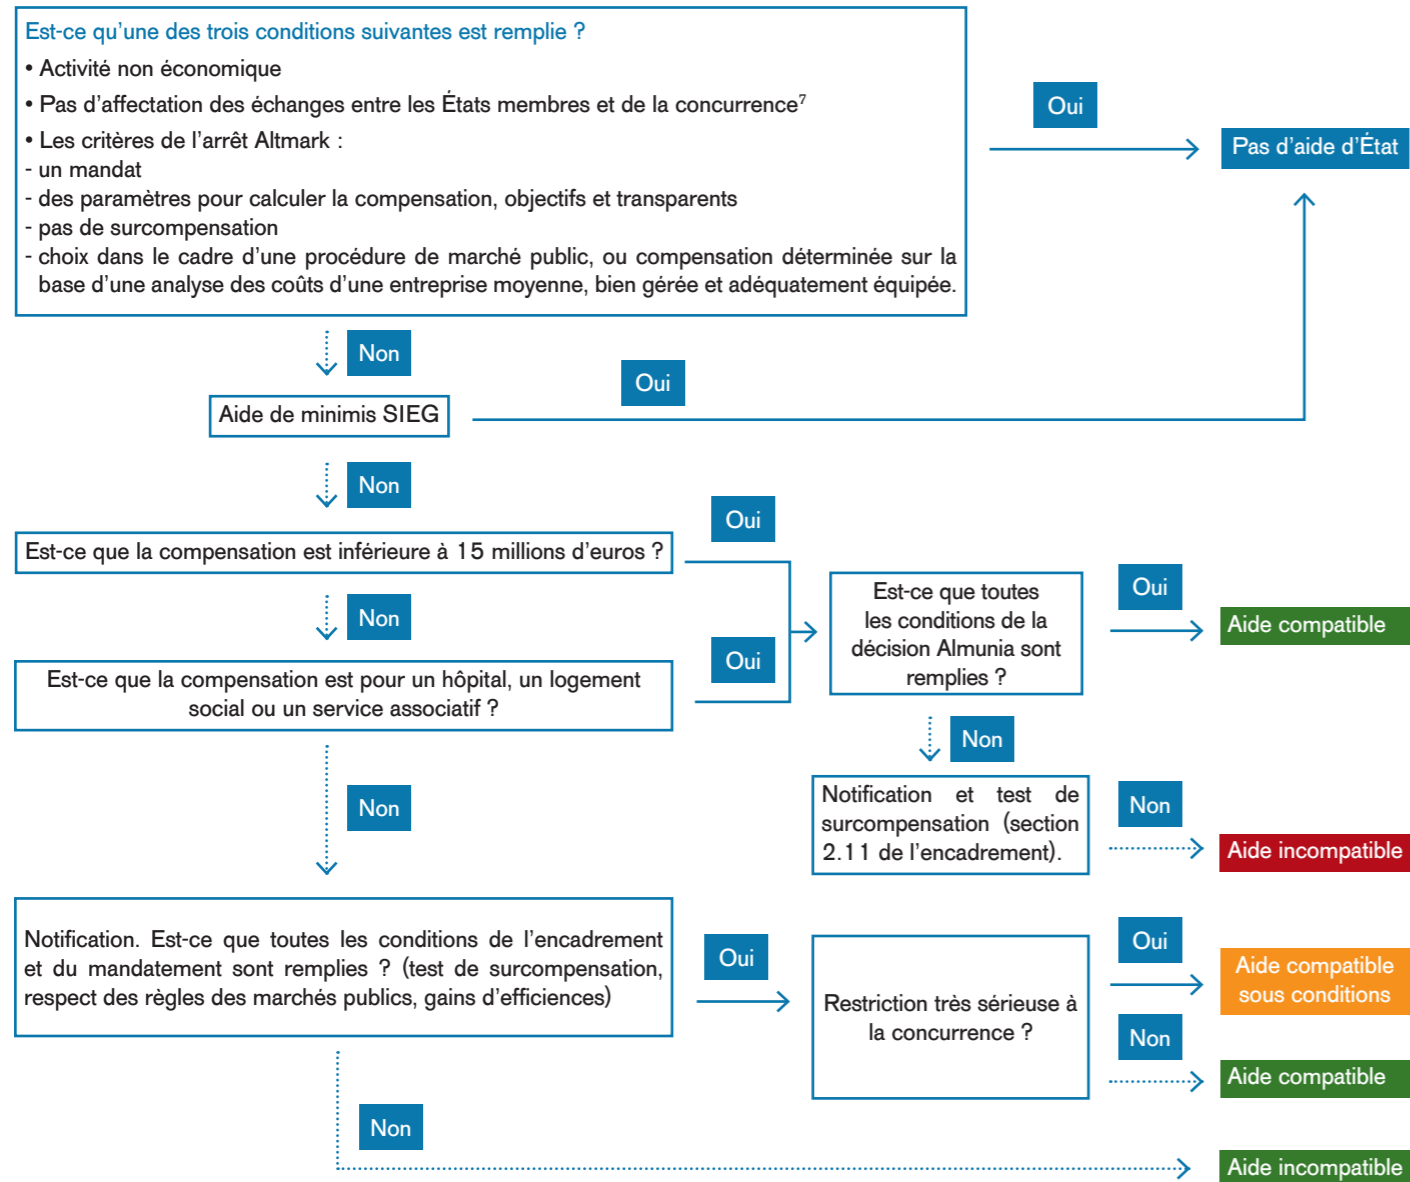 Est-ce qu’une des trois conditions suivantes est remplie ?
• Activité non économique
• Pas d’affectation des échanges entre les États membres et de la concurrence⁷
• Les critères de l’arrêt Altmark :
- un mandat
- des paramètres pour calculer la compensation, objectifs et transparents
- pas de surcompensation
- choix dans le cadre d’une procédure de marché public, ou compensation déterminée sur la
base d’une analyse des coûts d’une entreprise moyenne, bien gérée et adéquatement équipée.
Oui
Pas d’aide d’État
Non
Oui
Aide de minimis SIEG
Non
Oui
Est-ce que la compensation est inférieure à 15 millions d’euros ?
Non
Oui
Est-ce que la compensation est pour un hôpital, un logement
social ou un service associatif ?
Est-ce que toutes
les conditions de la
décision Almunia sont
remplies ?
Oui
Aide compatible
Non
Notification et test de
surcompensation (section
2.11 de l’encadrement).
Non
Aide incompatible
Non
Notification. Est-ce que toutes les conditions de l’encadrement
et du mandatement sont remplies ? (test de surcompensation,
respect des règles des marchés publics, gains d’efficiences)
Oui
Restriction très sérieuse à
la concurrence ?
Oui
Aide compatible
sous conditions
Non
Aide compatible
Non
Aide incompatible